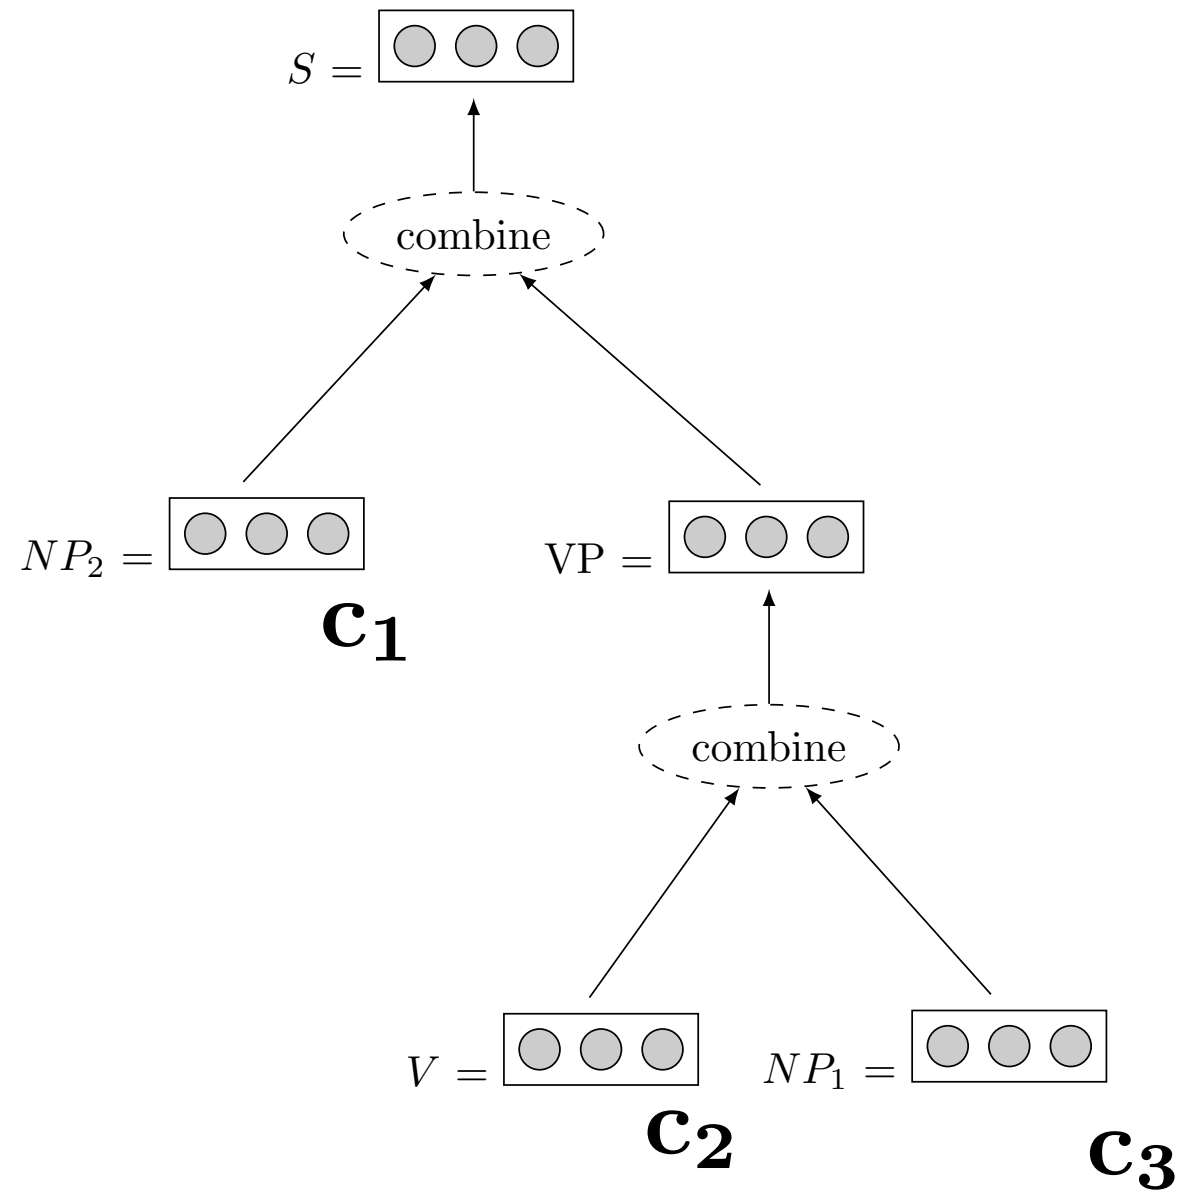 S =
combine
NP₂ =
VP =
c₁
combine
V =
NP₁ =
c₂
c₃